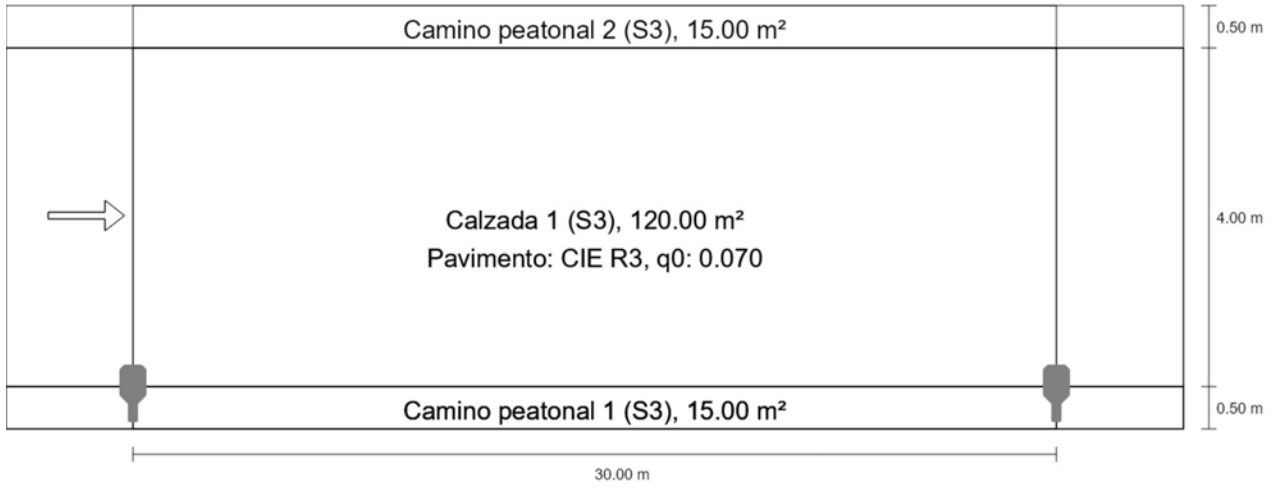 Camino peatonal 2 (S3), 15.00 m²
0.50 m
Calzada 1 (S3), 120.00 m²
4.00 m
Pavimento: CIE R3, q0: 0.070
Camino peatonal 1 (S3), 15.00 m²
0.50 m
30.00 m